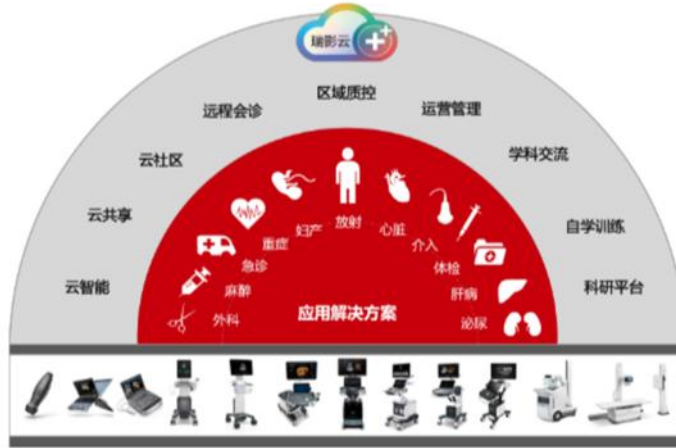 瑞影云++
区域质控
远程会诊
运营管理
云社区
学科交流
云共享
自学训练
云智能
科研平台
放射
妇产
心脏
重症
介入
急诊
体检
麻醉
肝病
外科
泌尿
应用解决方案